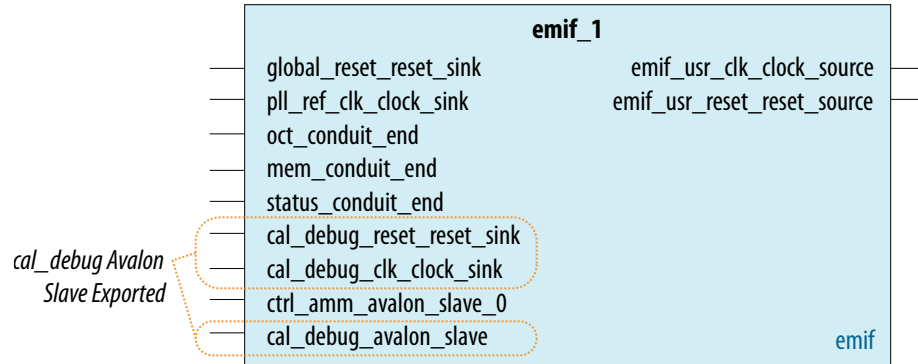 emif_1
global_reset_reset_sink emif_usr_clk_clock_source
pll_ref_clk_clock_sink emif_usr_reset_reset_source
oct_conduit_end
mem_conduit_end
status_conduit_end
cal_debug_reset_reset_sink
cal_debug Avalon cal_debug_clk_clock_sink
Slave Exported ctrl_amm_avalon_slave_0
cal_debug_avalon_slave emif